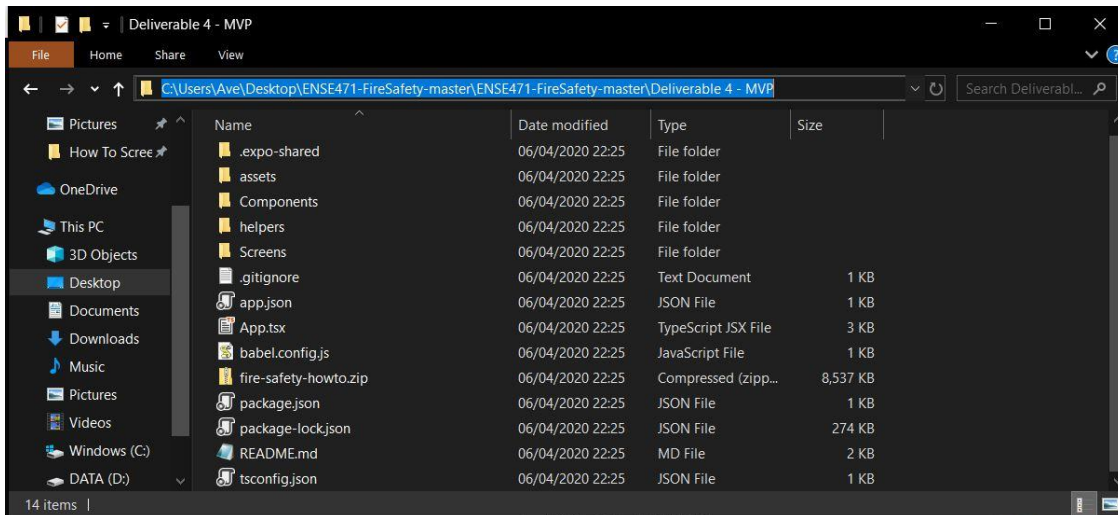 Deliverable 4 - MVP
File Home Share View
C:\Users\Ave\Desktop\ENSE471-FireSafety-master\ENSE471-FireSafety-master\Deliverable 4 - MVP Search Deliverabl...
Pictures
How To Scree
OneDrive
This PC
3D Objects
Desktop
Documents
Downloads
Music
Pictures
Videos
Windows (C:)
DATA (D:)
Name Date modified Type Size
.expo-shared 06/04/2020 22:25 File folder
assets 06/04/2020 22:25 File folder
Components 06/04/2020 22:25 File folder
helpers 06/04/2020 22:25 File folder
Screens 06/04/2020 22:25 File folder
.gitignore 06/04/2020 22:25 Text Document 1 KB
app.json 06/04/2020 22:25 JSON File 1 KB
App.tsx 06/04/2020 22:25 TypeScript JSX File 3 KB
babel.config.js 06/04/2020 22:25 JavaScript File 1 KB
fire-safety-howto.zip 06/04/2020 22:25 Compressed (zipp... 8,537 KB
package.json 06/04/2020 22:25 JSON File 1 KB
package-lock.json 06/04/2020 22:25 JSON File 274 KB
README.md 06/04/2020 22:25 MD File 2 KB
tsconfig.json 06/04/2020 22:25 JSON File 1 KB
14 items